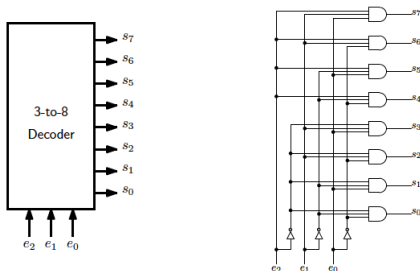 s₇
s₆
s₅
s₄
s₃
s₂
s₁
s₀
3-to-8
Decoder
e₂ e₁ e₀
s₇
s₆
s₅
s₄
s₃
s₂
s₁
s₀
e₂ e₁ e₀